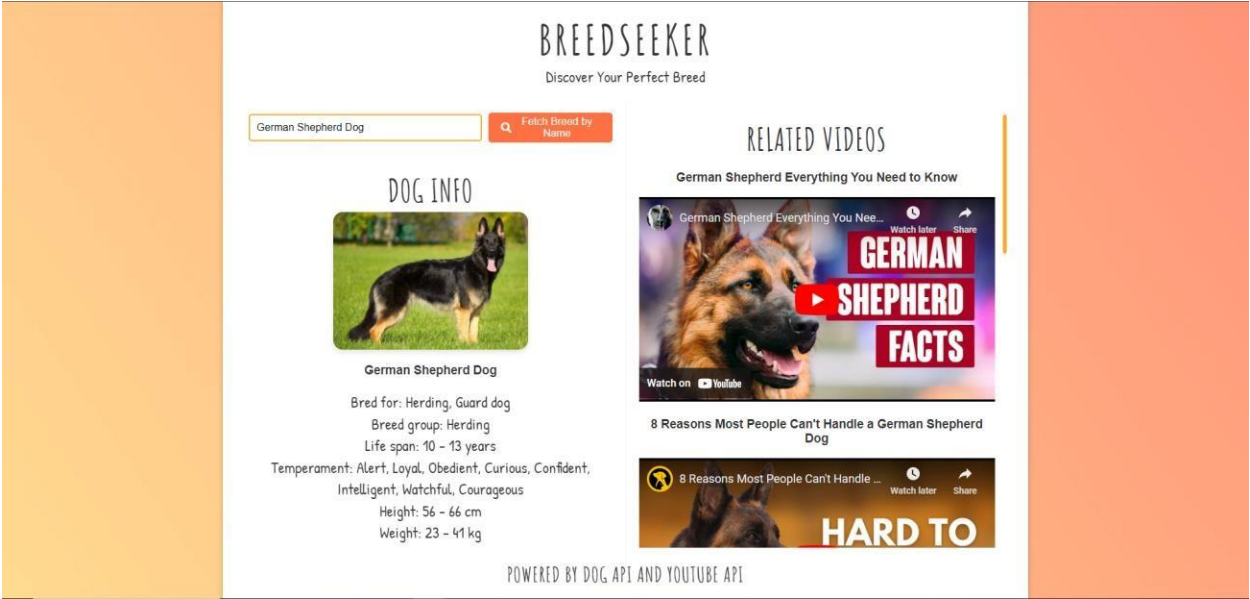 BREEDSEEKER
Discover Your Perfect Breed
German Shepherd Dog
Fetch Breed by
Name
DOG INFO
German Shepherd Dog
Bred for: Herding, Guard dog
Breed group: Herding
Life span: 10 - 13 years
Temperament: Alert, Loyal, Obedient, Curious, Confident,
Intelligent, Watchful, Courageous
Height: 56 - 66 cm
Weight: 23 - 41 kg
RELATED VIDEOS
German Shepherd Everything You Need to Know
German Shepherd Everything You Nee...
Watch later
Share
GERMAN
SHEPHERD
FACTS
Watch on YouTube
8 Reasons Most People Can't Handle a German Shepherd
Dog
8 Reasons Most People Can't Handle ...
Watch later
Share
HARD TO
POWERED BY DOG API AND YOUTUBE API